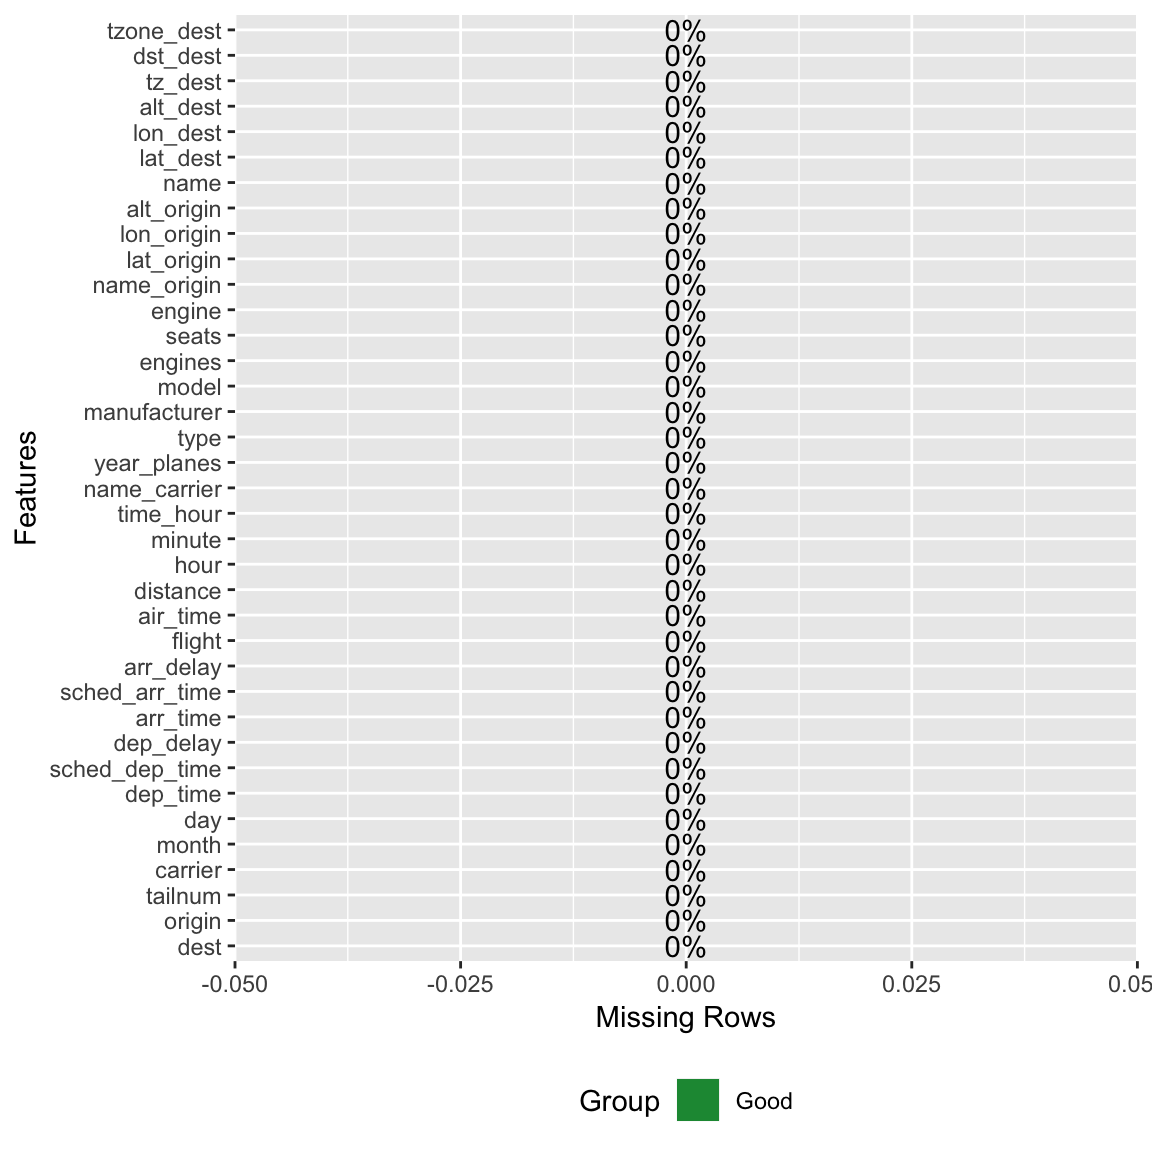 tzone_dest 0%
dst_dest 0%
tz_dest 0%
alt_dest 0%
lon_dest 0%
lat_dest 0%
name 0%
alt_origin 0%
lon_origin 0%
lat_origin 0%
name_origin 0%
engine 0%
seats 0%
engines 0%
model 0%
manufacturer 0%
type 0%
year_planes 0%
name_carrier 0%
time_hour 0%
minute 0%
hour 0%
distance 0%
air_time 0%
flight 0%
arr_delay 0%
sched_arr_time 0%
arr_time 0%
dep_delay 0%
sched_dep_time 0%
dep_time 0%
day 0%
month 0%
carrier 0%
tailnum 0%
origin 0%
dest 0%
Features
-0.050 -0.025 0.000 0.025 0.05
Missing Rows
Group Good